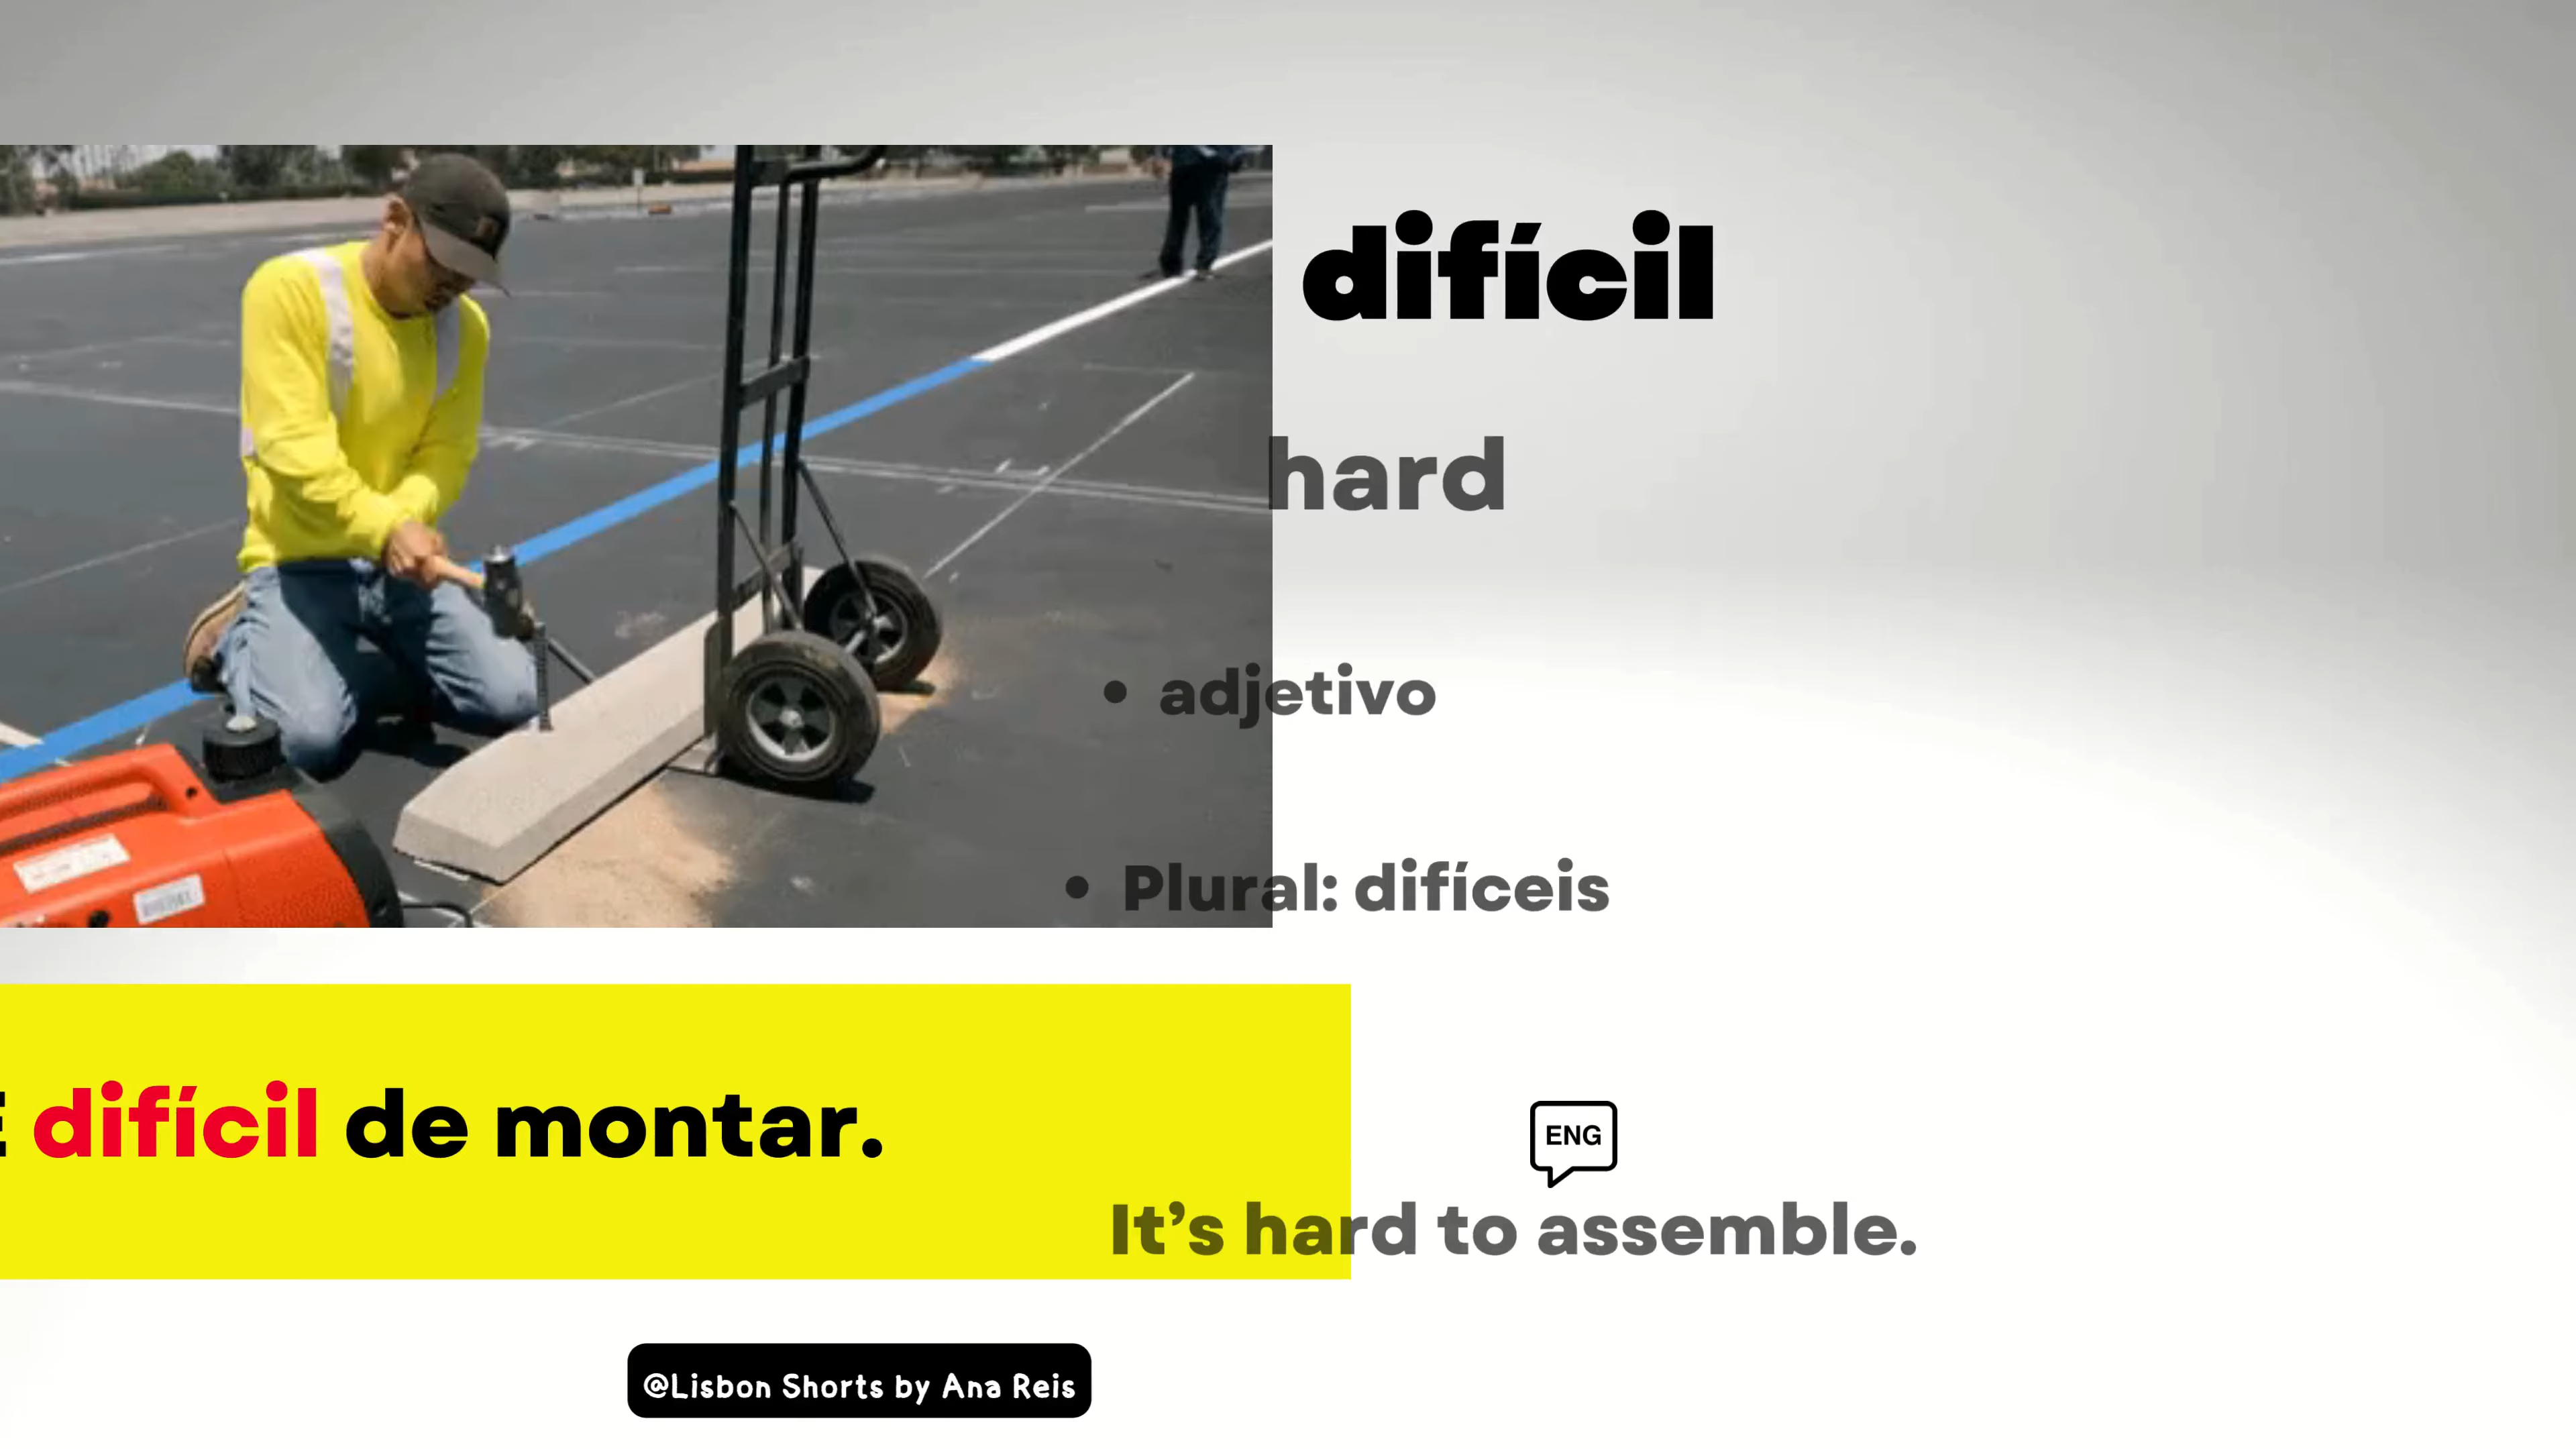 difícil
hard
• adjetivo
• Plural: difíceis
difícil de montar.
ENG
It’s hard to assemble.
@Lisbon Shorts by Ana Reis